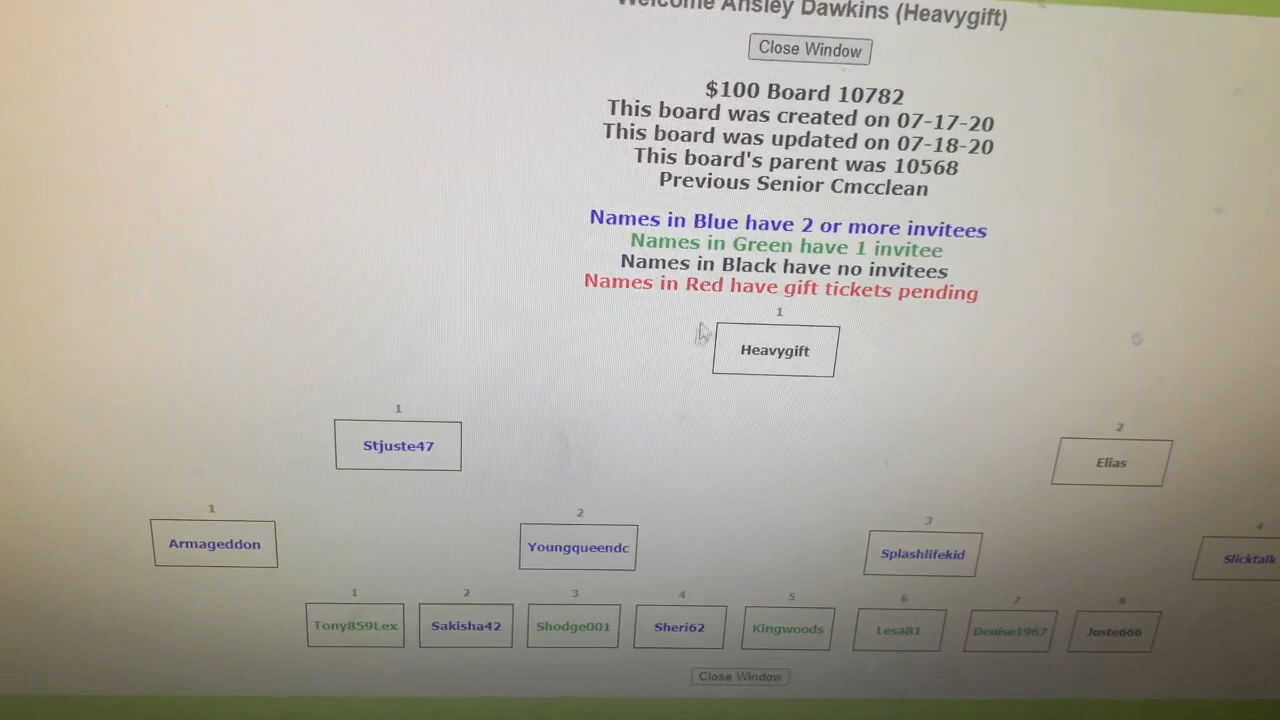 Welcome Ansley Dawkins (Heavygift)
Close Window
$100 Board 10782
This board was created on 07-17-20
This board was updated on 07-18-20
This board's parent was 10568
Previous Senior Cmcclean
Names in Blue have 2 or more invitees
Names in Green have 1 invitee
Names in Black have no invitees
Names in Red have gift tickets pending
1
Heavygift
1 2
Stjuste47 Elias
1 2 3 4
Armageddon Youngqueendc Splashlifekid Slicktalk
1 2 3 4 5 6 7 8
Tony859Lex Sakisha42 Shodge001 Sheri62 Kingwoods Lesa81 Denise1967 Juste666
Close Window